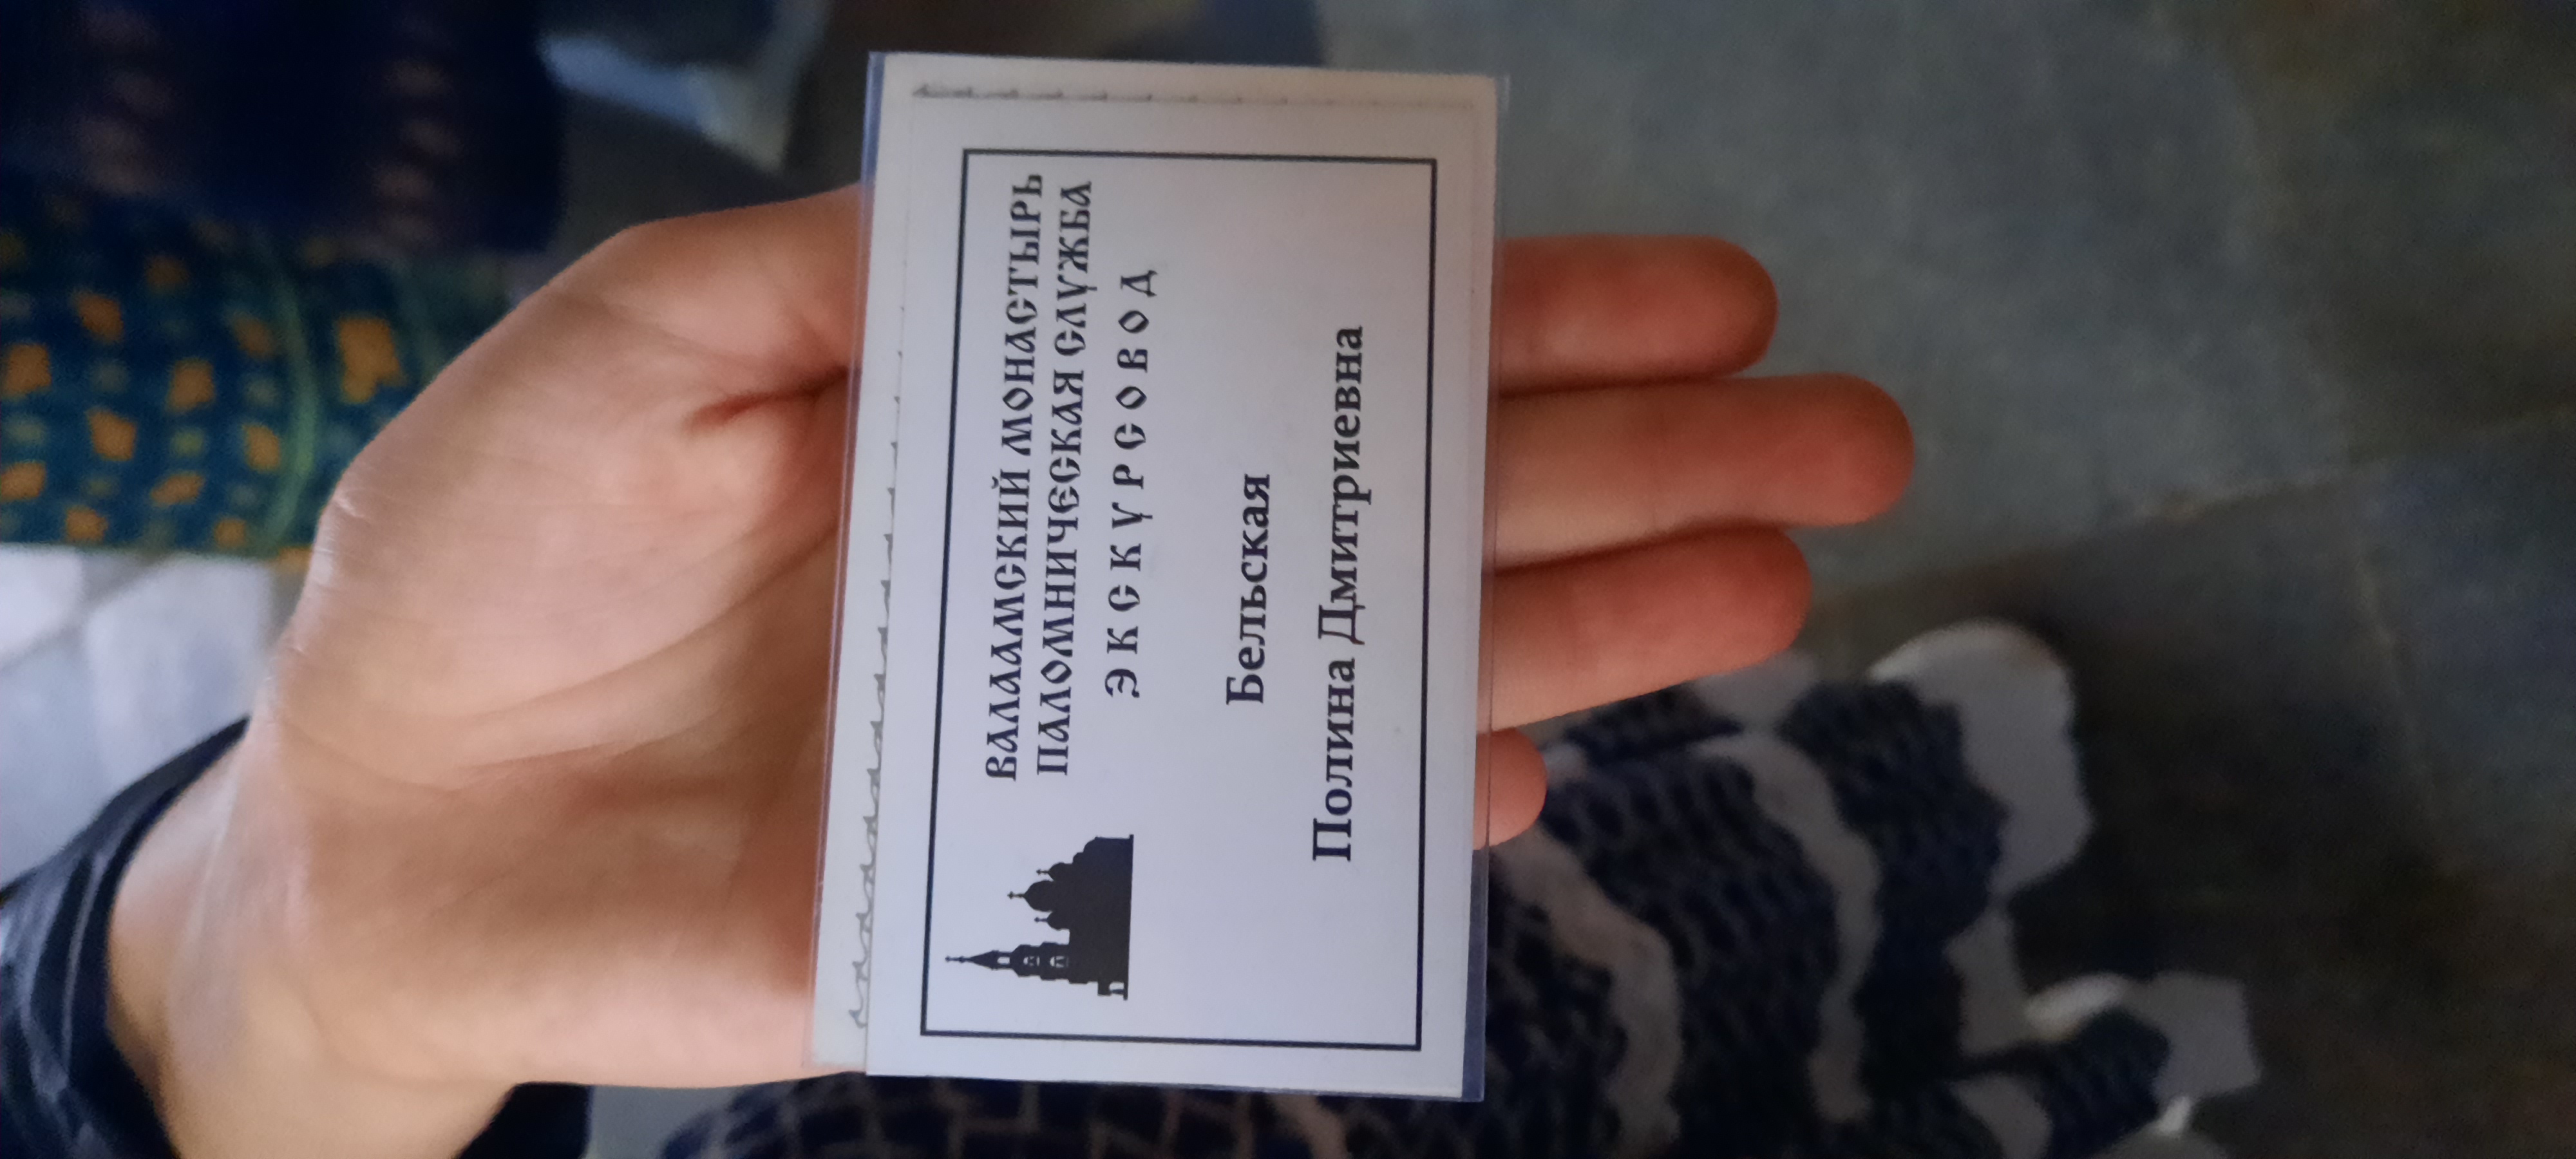 ВАЛААМСКИЙ МОНАСТЫРЬ
ПАЛОМНИЧЕСКАЯ СЛУЖБА
ЭКСКУРСОВОД
Бельская
Полина Дмитриевна